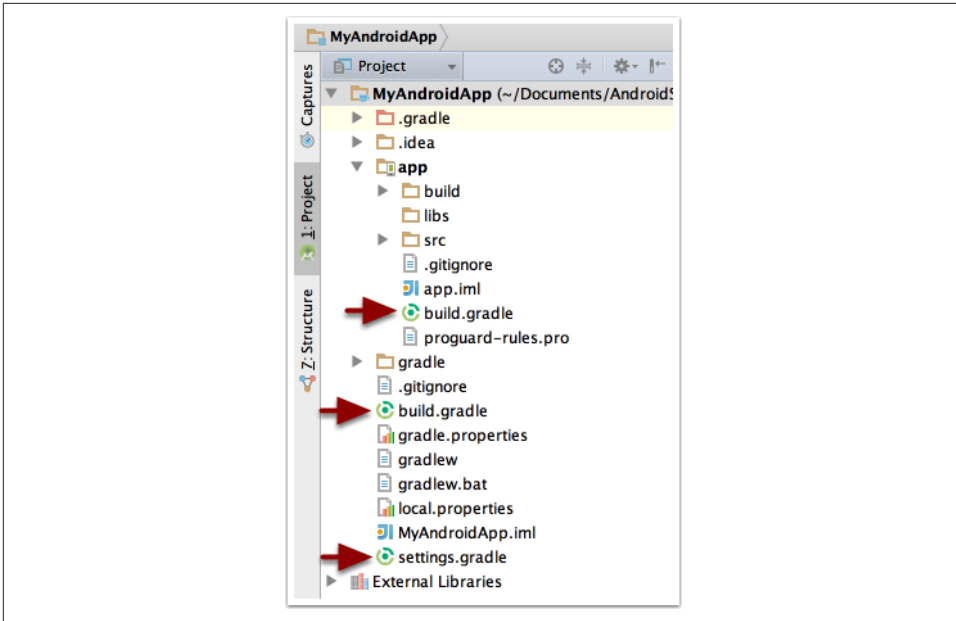 MyAndroidApp
Captures
1: Project
Z: Structure
Project
MyAndroidApp (~/Documents/AndroidS
.gradle
.idea
app
build
libs
src
.gitignore
app.iml
build.gradle
proguard-rules.pro
gradle
.gitignore
build.gradle
gradle.properties
gradlew
gradlew.bat
local.properties
MyAndroidApp.iml
settings.gradle
External Libraries